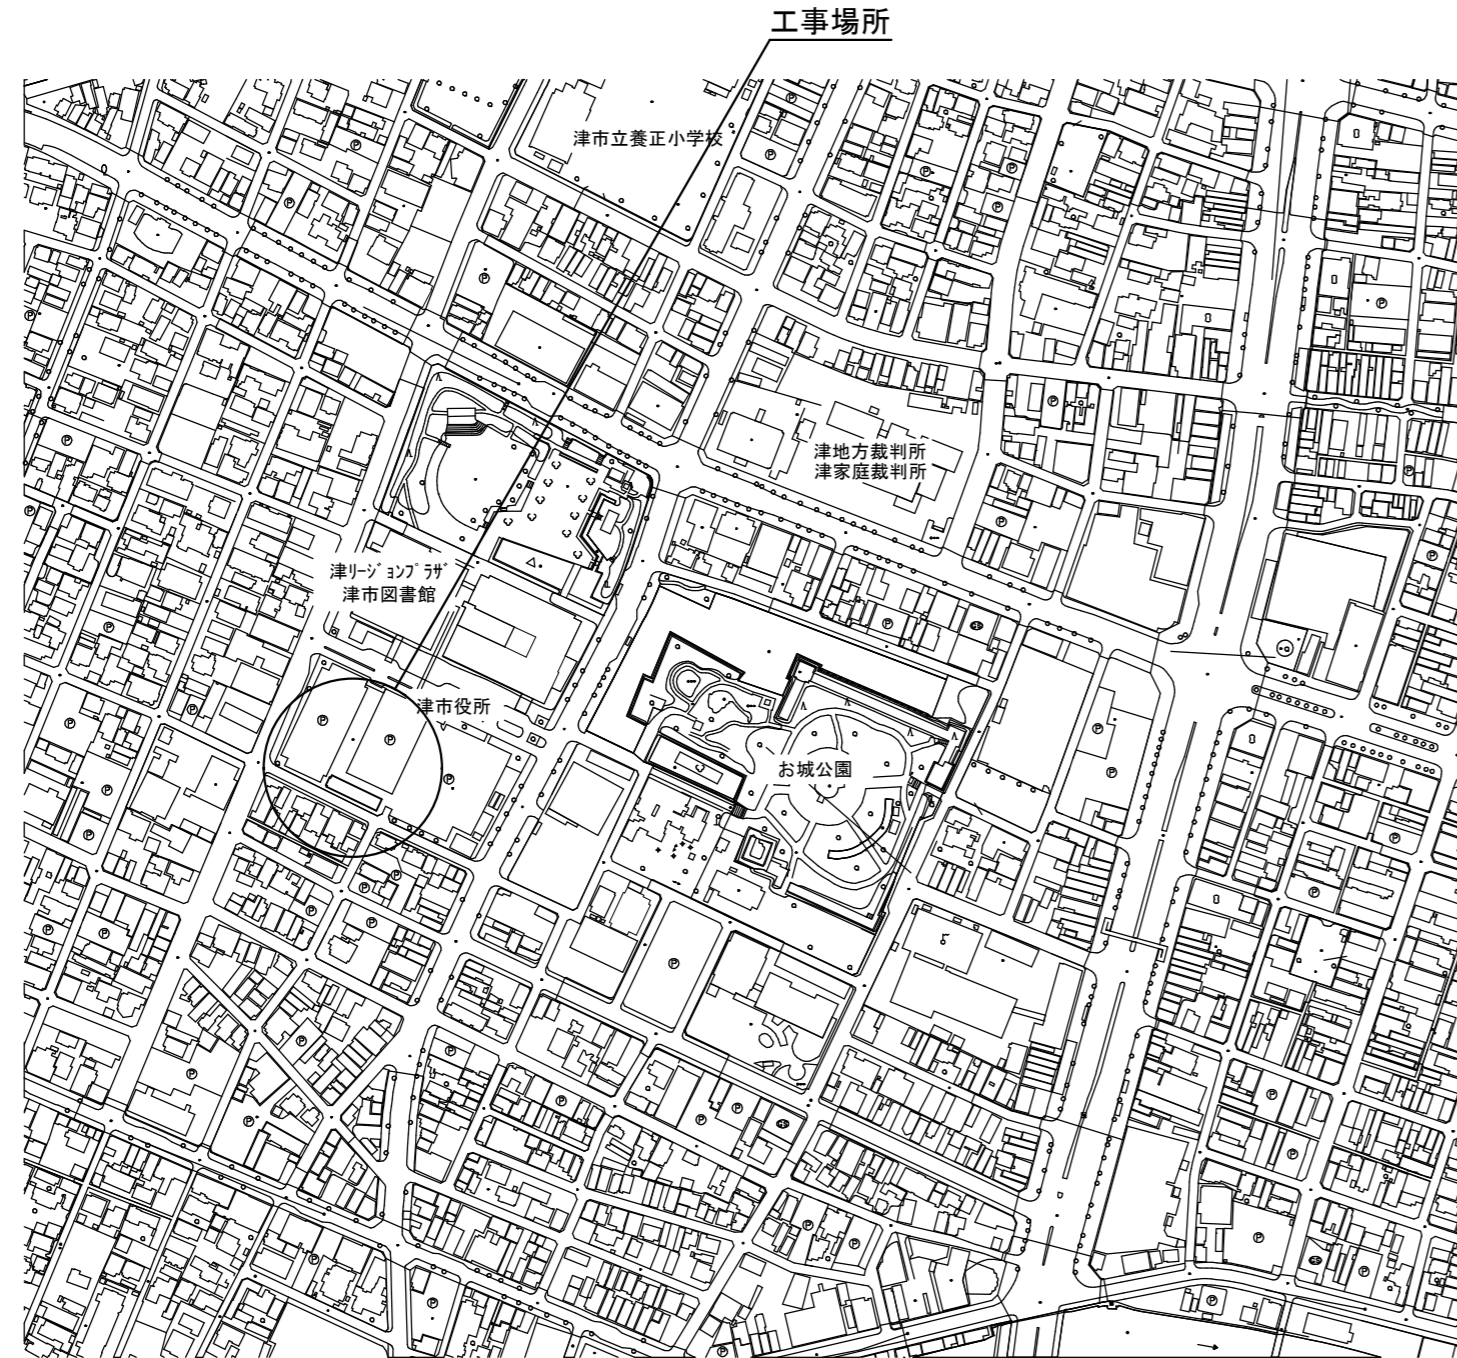 工事場所
津市立養正小学校
津地方裁判所
津家庭裁判所
津ﾘｰｼﾞｮﾝﾌﾟﾗｻﾞ
津市図書館
津市役所
お城公園